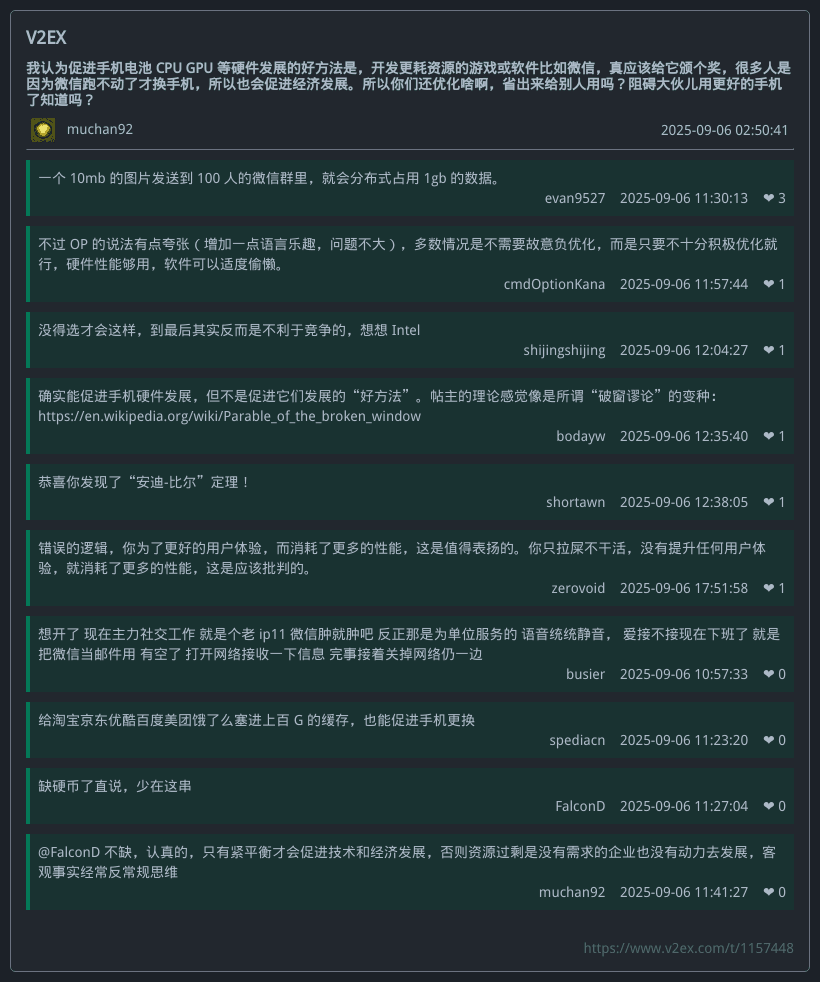 V2EX
我认为促进手机电池 CPU GPU 等硬件发展的好方法是，开发更耗资源的游戏或软件比如微信，真应该给它颁个奖，很多人是
因为微信跑不动了才换手机，所以也会促进经济发展。所以你们还优化啥啊，省出来给别人用吗？阻碍大伙儿用更好的手机
了知道吗？
muchan92 2025-09-06 02:50:41
一个 10mb 的图片发送到 100 人的微信群里，就会分布式占用 1gb 的数据。
evan9527 2025-09-06 11:30:13 ❤ 3
不过 OP 的说法有点夸张（增加一点语言乐趣，问题不大），多数情况是不需要故意负优化，而是只要不十分积极优化就
行，硬件性能够用，软件可以适度偷懒。
cmdOptionKana 2025-09-06 11:57:44 ❤ 1
没得选才会这样，到最后其实反而是不利于竞争的，想想 Intel
shijingshijing 2025-09-06 12:04:27 ❤ 1
确实能促进手机硬件发展，但不是促进它们发展的“好方法”。帖主的理论感觉像是所谓“破窗谬论”的变种：
https://en.wikipedia.org/wiki/Parable_of_the_broken_window
bodayw 2025-09-06 12:35:40 ❤ 1
恭喜你发现了“安迪-比尔”定理！
shortawn 2025-09-06 12:38:05 ❤ 1
错误的逻辑，你为了更好的用户体验，而消耗了更多的性能，这是值得表扬的。你只拉屎不干活，没有提升任何用户体
验，就消耗了更多的性能，这是应该批判的。
zerovoid 2025-09-06 17:51:58 ❤ 1
想开了 现在主力社交工作 就是个老 ip11 微信肿就肿吧 反正那是为单位服务的 语音统统静音， 爱接不接现在下班了 就是
把微信当邮件用 有空了 打开网络接收一下信息 完事接着关掉网络仍一边
busier 2025-09-06 10:57:33 ❤ 0
给淘宝京东优酷百度美团饿了么塞进上百 G 的缓存，也能促进手机更换
spediacn 2025-09-06 11:23:20 ❤ 0
缺硬币了直说，少在这串
FalconD 2025-09-06 11:27:04 ❤ 0
@FalconD 不缺，认真的，只有紧平衡才会促进技术和经济发展，否则资源过剩是没有需求的企业也没有动力去发展，客
观事实经常反常规思维
muchan92 2025-09-06 11:41:27 ❤ 0
https://www.v2ex.com/t/1157448